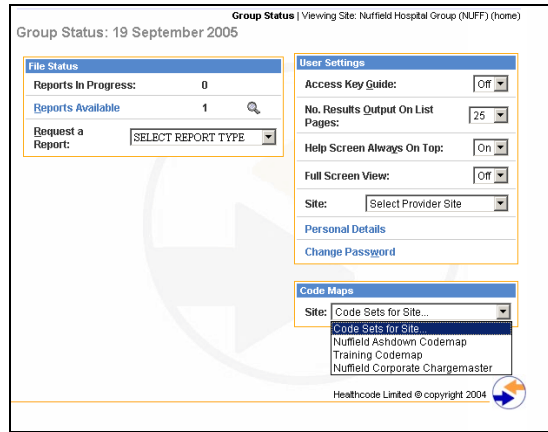 Group Status | Viewing Site: Nuffield Hospital Group (NUFF) (home)
Group Status: 19 September 2005
File Status
Reports In Progress: 0
Reports Available 1
Request a
Report: SELECT REPORT TYPE
User Settings
Access Key Guide: Off
No. Results Output On List
Pages: 25
Help Screen Always On Top: On
Full Screen View: Off
Site: Select Provider Site
Personal Details
Change Password
Code Maps
Site: Code Sets for Site...
Code Sets for Site...
Nuffield Ashdown Codemap
Training Codemap
Nuffield Corporate Chargemaster
Healthcode Limited © copyright 2004